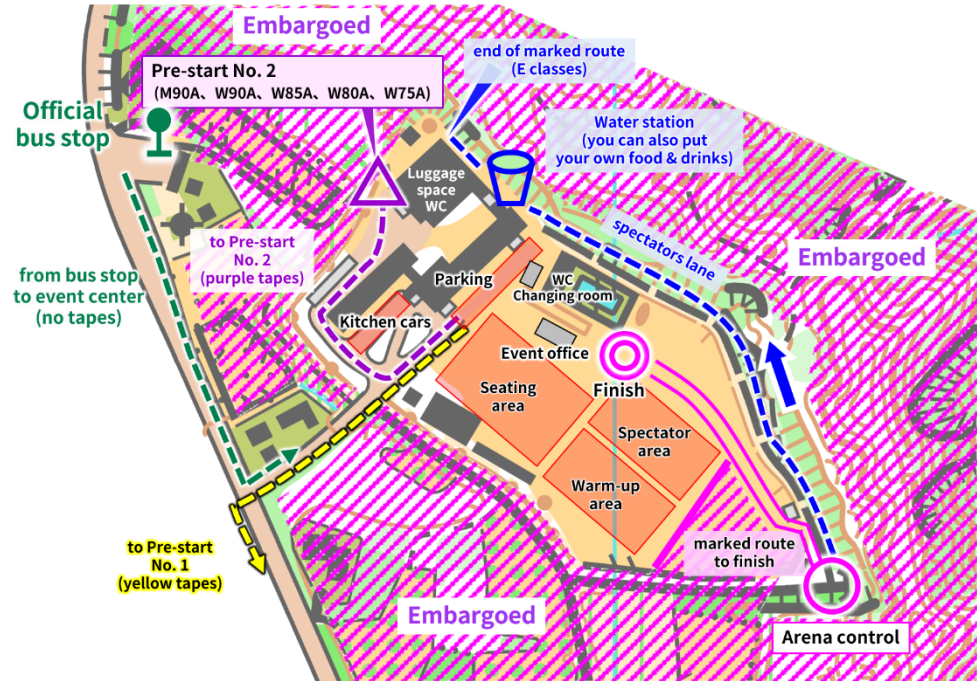 Embargoed
end of marked route
(E classes)
Pre-start No. 2
(M90A、W90A、W85A、W80A、W75A)
Official
bus stop
Water station
(you can also put
your own food & drinks)
Luggage
space
WC
spectators lane
Embargoed
to Pre-start
No. 2
(purple tapes)
from bus stop
to event center
(no tapes)
Parking
WC
Changing room
Kitchen cars
Event office
Finish
Seating
area
Spectator
area
Warm-up
area
to Pre-start
No. 1
(yellow tapes)
marked route
to finish
Embargoed
Arena control